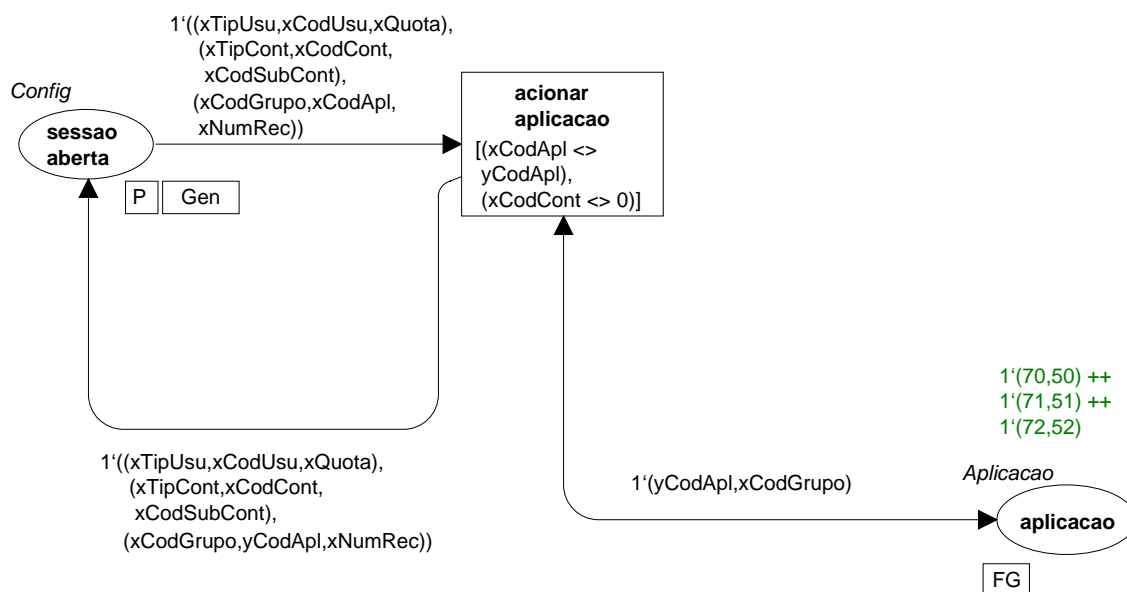 1‘((xTipUsu,xCodUsu,xQuota),
(xTipCont,xCodCont,
xCodSubCont),
(xCodGrupo,xCodApl,
xNumRec))
Config
sessao
aberta
P
Gen
acionar
aplicacao
[(xCodApl <>
yCodApl),
(xCodCont <> 0)]
1‘(70,50) ++
1‘(71,51) ++
1‘(72,52)
1‘((xTipUsu,xCodUsu,xQuota),
(xTipCont,xCodCont,
xCodSubCont),
(xCodGrupo,yCodApl,xNumRec))
1‘(yCodApl,xCodGrupo)
Aplicacao
aplicacao
FG